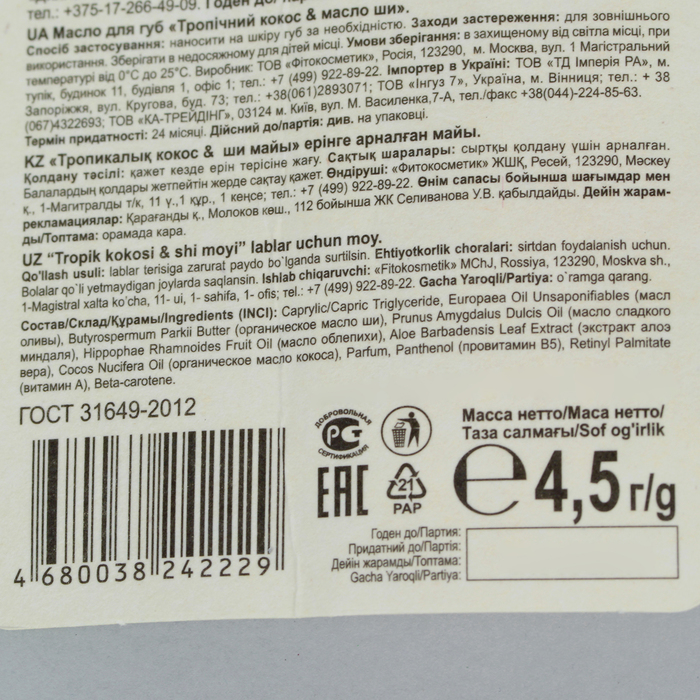 тел.: +375-17-266-49-09. Годен до/пар
UA Масло для губ «Тропічний кокос & масло ши».
Спосіб застосування: наносити на шкіру губ за необхідністю. Заходи застереження: для зовнішнього
використання. Зберігати в недосяжному для дітей місці. Умови зберігання: в захищеному від світла місці, при
температурі від 0°C до 25°C. Виробник: ТОВ «Фітокосметик», Росія, 123290, м. Москва, вул. 1 Магістральний
тупік, будинок 11, будівля 1, офіс 1; тел.: +7 (499) 922-89-22. Імпортер в Україні: ТОВ «ТД Імперія РА», м.
Запоріжжя, вул. Кругова, буд. 73; тел.: +38(061)2893071; ТОВ «Інгуз 7», Україна, м. Вінниця; тел.: + 38
(067)4322693; ТОВ «КА-ТРЕЙДІНГ», 03124 м. Київ, вул. М. Василенка,7-А, тел./факс +38(044)-224-85-63.
Термін придатності: 24 місяці. Дійсний до/партія: див. на упаковці.
KZ «Тропикалық кокос & ши майы» ерінге арналған майы.
Қолдану тәсілі: қажет кезде ерін терісіне жағу. Сақтық шаралары: сыртқы қолдану үшін арналған.
Балалардың қолдары жетпейтін жерде сақтау қажет. Өндіруші: «Фитокосметик» ЖШҚ, Ресей, 123290, Мәскеу
қ., 1-Магитралды т/к, 11 ү.,1 құр., 1 кеңсе; тел.: +7 (499) 922-89-22. Өнім сапасы бойынша шағымдар мен
рекламациялар: Қарағанды қ., Молоков көш., 112 бойынша ЖК Селиванова У.В. қабылдайды. Дейін жарам-
ды/Топтама: орамада кара.
UZ “Tropik kokosi & shi moyi” lablar uchun moy.
Qo'llash usuli: lablar terisiga zarurat paydo bo`lganda surtilsin. Ehtiyotkorlik choralari: sirtdan foydalanish uchun.
Bolalar qo`li yetmaydigan joylarda saqlansin. Ishlab chiqaruvchi: «Fitokosmetik» MChJ, Rossiya, 123290, Moskva sh.,
1-Magistral xalta ko'cha, 11- ui, 1- sahifa, 1- ofis; tel.: +7 (499) 922-89-22. Gacha Yaroqli/Partiya: o`ramga qarang.
Состав/Склад/Құрамы/Ingredients (INCI): Caprylic/Capric Triglyceride, Europaea Oil Unsaponifiables (масл
оливы), Butyrospermum Parkii Butter (органическое масло ши), Prunus Amygdalus Dulcis Oil (масло сладкого
миндаля), Hippophae Rhamnoides Fruit Oil (масло облепихи), Aloe Barbadensis Leaf Extract (экстракт алоэ
вера), Cocos Nucifera Oil (органическое масло кокоса), Parfum, Panthenol (провитамин B5), Retinyl Palmitate
(витамин А), Beta-carotene).
ГОСТ 31649-2012
4 680038 242229
ДОБРОВОЛЬНАЯ
РСТ
СЕРТИФИКАЦИЯ
EAC
21
PAP
Масса нетто/Маса нетто/
Таза салмағы/Sof og'irlik
℮4,5 г/g
Годен до/Партия:
Придатний до/Партія:
Дейін жарамды/Топтама:
Gacha Yaroqli/Partiya: